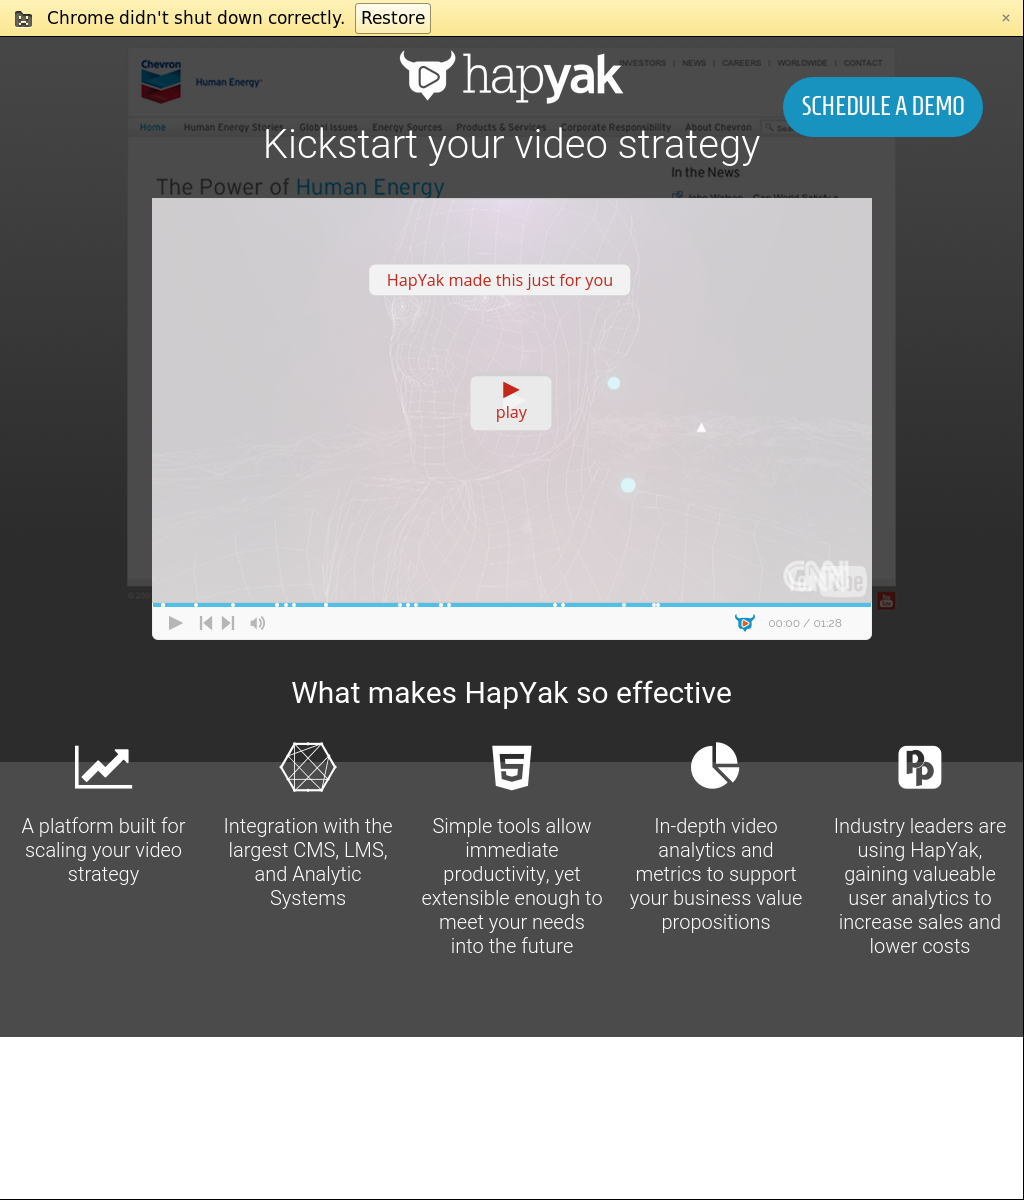 Chrome didn't shut down correctly. Restore
Chevron
Human Energy
INVESTORS | NEWS | CAREERS | WORLDWIDE | CONTACT
hapyak
SCHEDULE A DEMO
Home Human Energy Stories Global Issues Energy Sources Products & Services Corporate Responsibility About Chevron
Kickstart your video strategy
In the News
The Power of Human Energy
HapYak made this just for you
play
CNN
YouTube
00:00 / 01:28
What makes HapYak so effective
A platform built for
scaling your video
strategy
Integration with the
largest CMS, LMS,
and Analytic
Systems
Simple tools allow
immediate
productivity, yet
extensible enough to
meet your needs
into the future
In-depth video
analytics and
metrics to support
your business value
propositions
Industry leaders are
using HapYak,
gaining valueable
user analytics to
increase sales and
lower costs